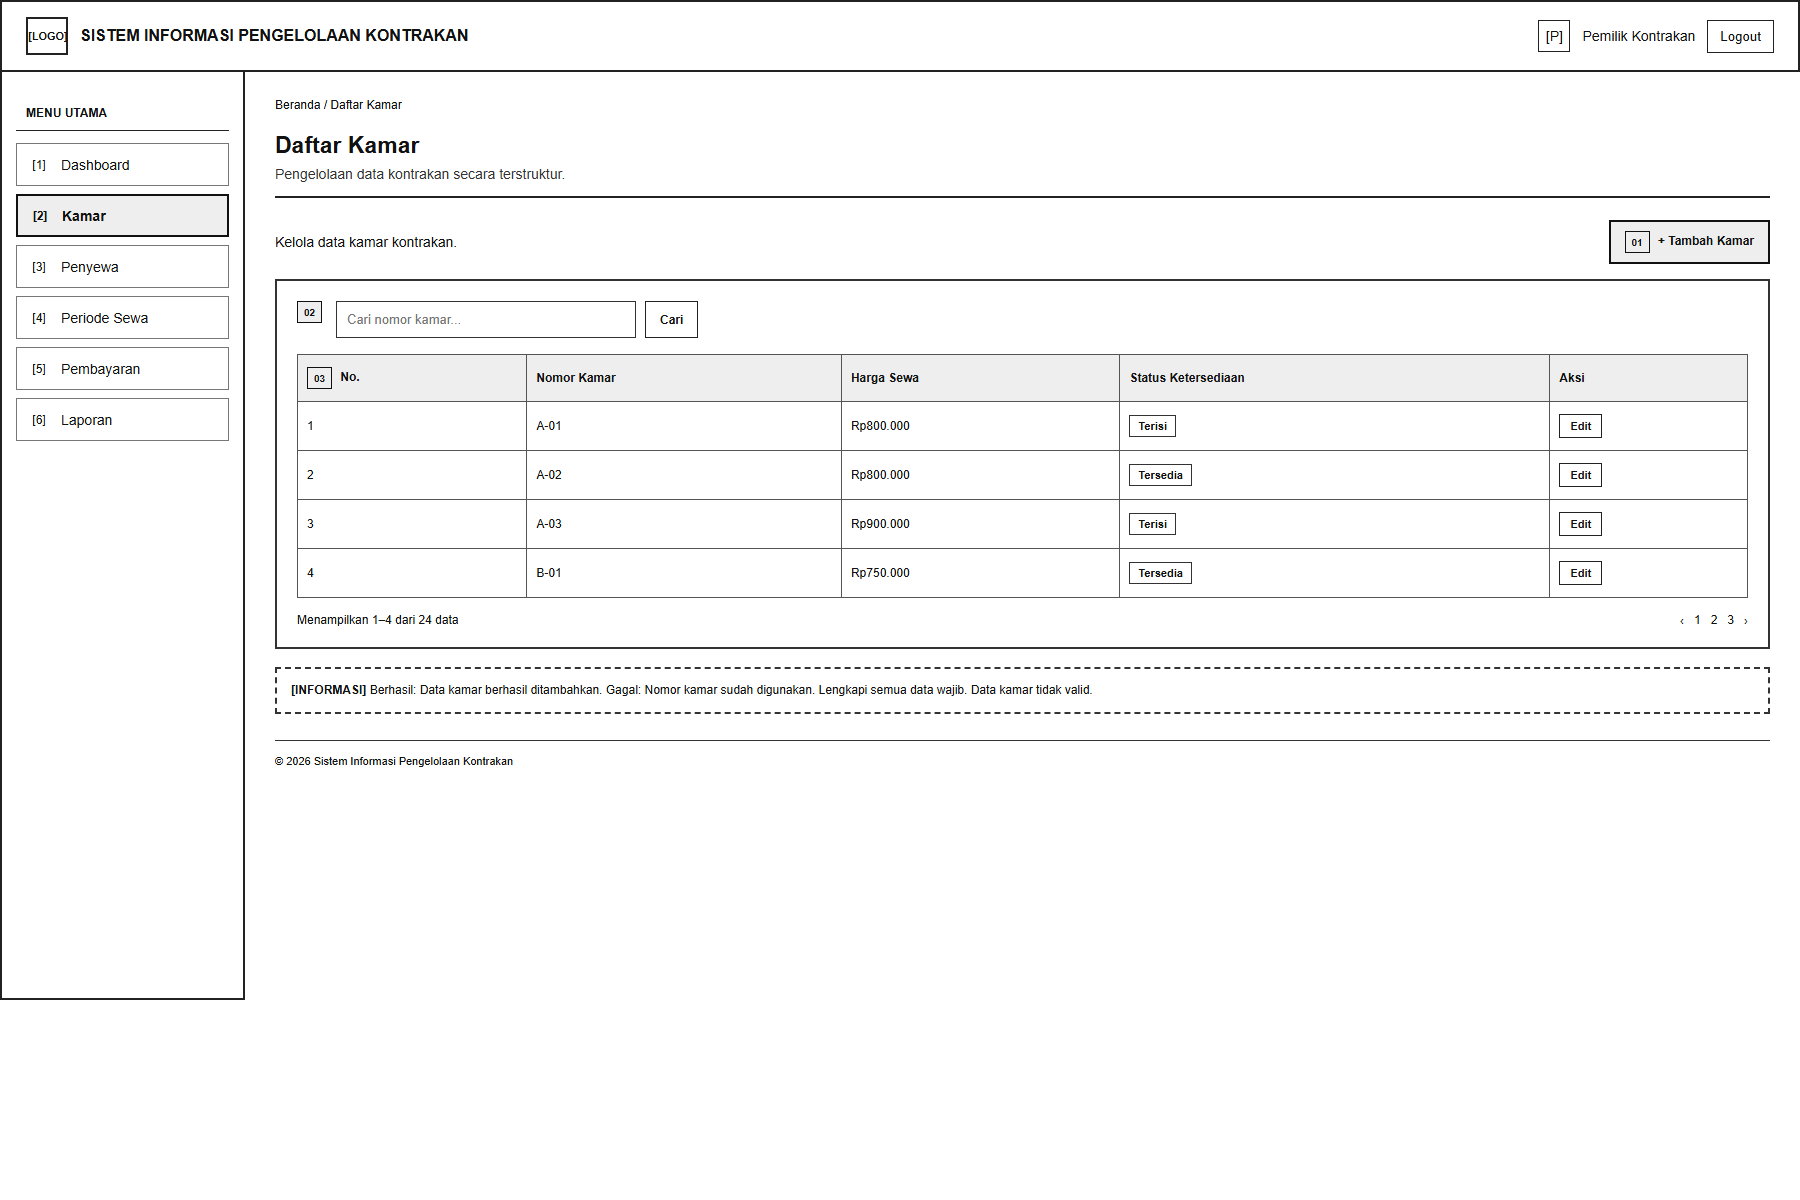 [LOGO] SISTEM INFORMASI PENGELOLAAN KONTRAKAN [P] Pemilik Kontrakan Logout
MENU UTAMA
[1] Dashboard
[2] Kamar
[3] Penyewa
[4] Periode Sewa
[5] Pembayaran
[6] Laporan
Beranda / Daftar Kamar
Daftar Kamar
Pengelolaan data kontrakan secara terstruktur.
Kelola data kamar kontrakan. 01 + Tambah Kamar
02 Cari nomor kamar... Cari
03 No. Nomor Kamar Harga Sewa Status Ketersediaan Aksi
1 A-01 Rp800.000 Terisi Edit
2 A-02 Rp800.000 Tersedia Edit
3 A-03 Rp900.000 Terisi Edit
4 B-01 Rp750.000 Tersedia Edit
Menampilkan 1–4 dari 24 data ‹ 1 2 3 ›
[INFORMASI] Berhasil: Data kamar berhasil ditambahkan. Gagal: Nomor kamar sudah digunakan. Lengkapi semua data wajib. Data kamar tidak valid.
© 2026 Sistem Informasi Pengelolaan Kontrakan